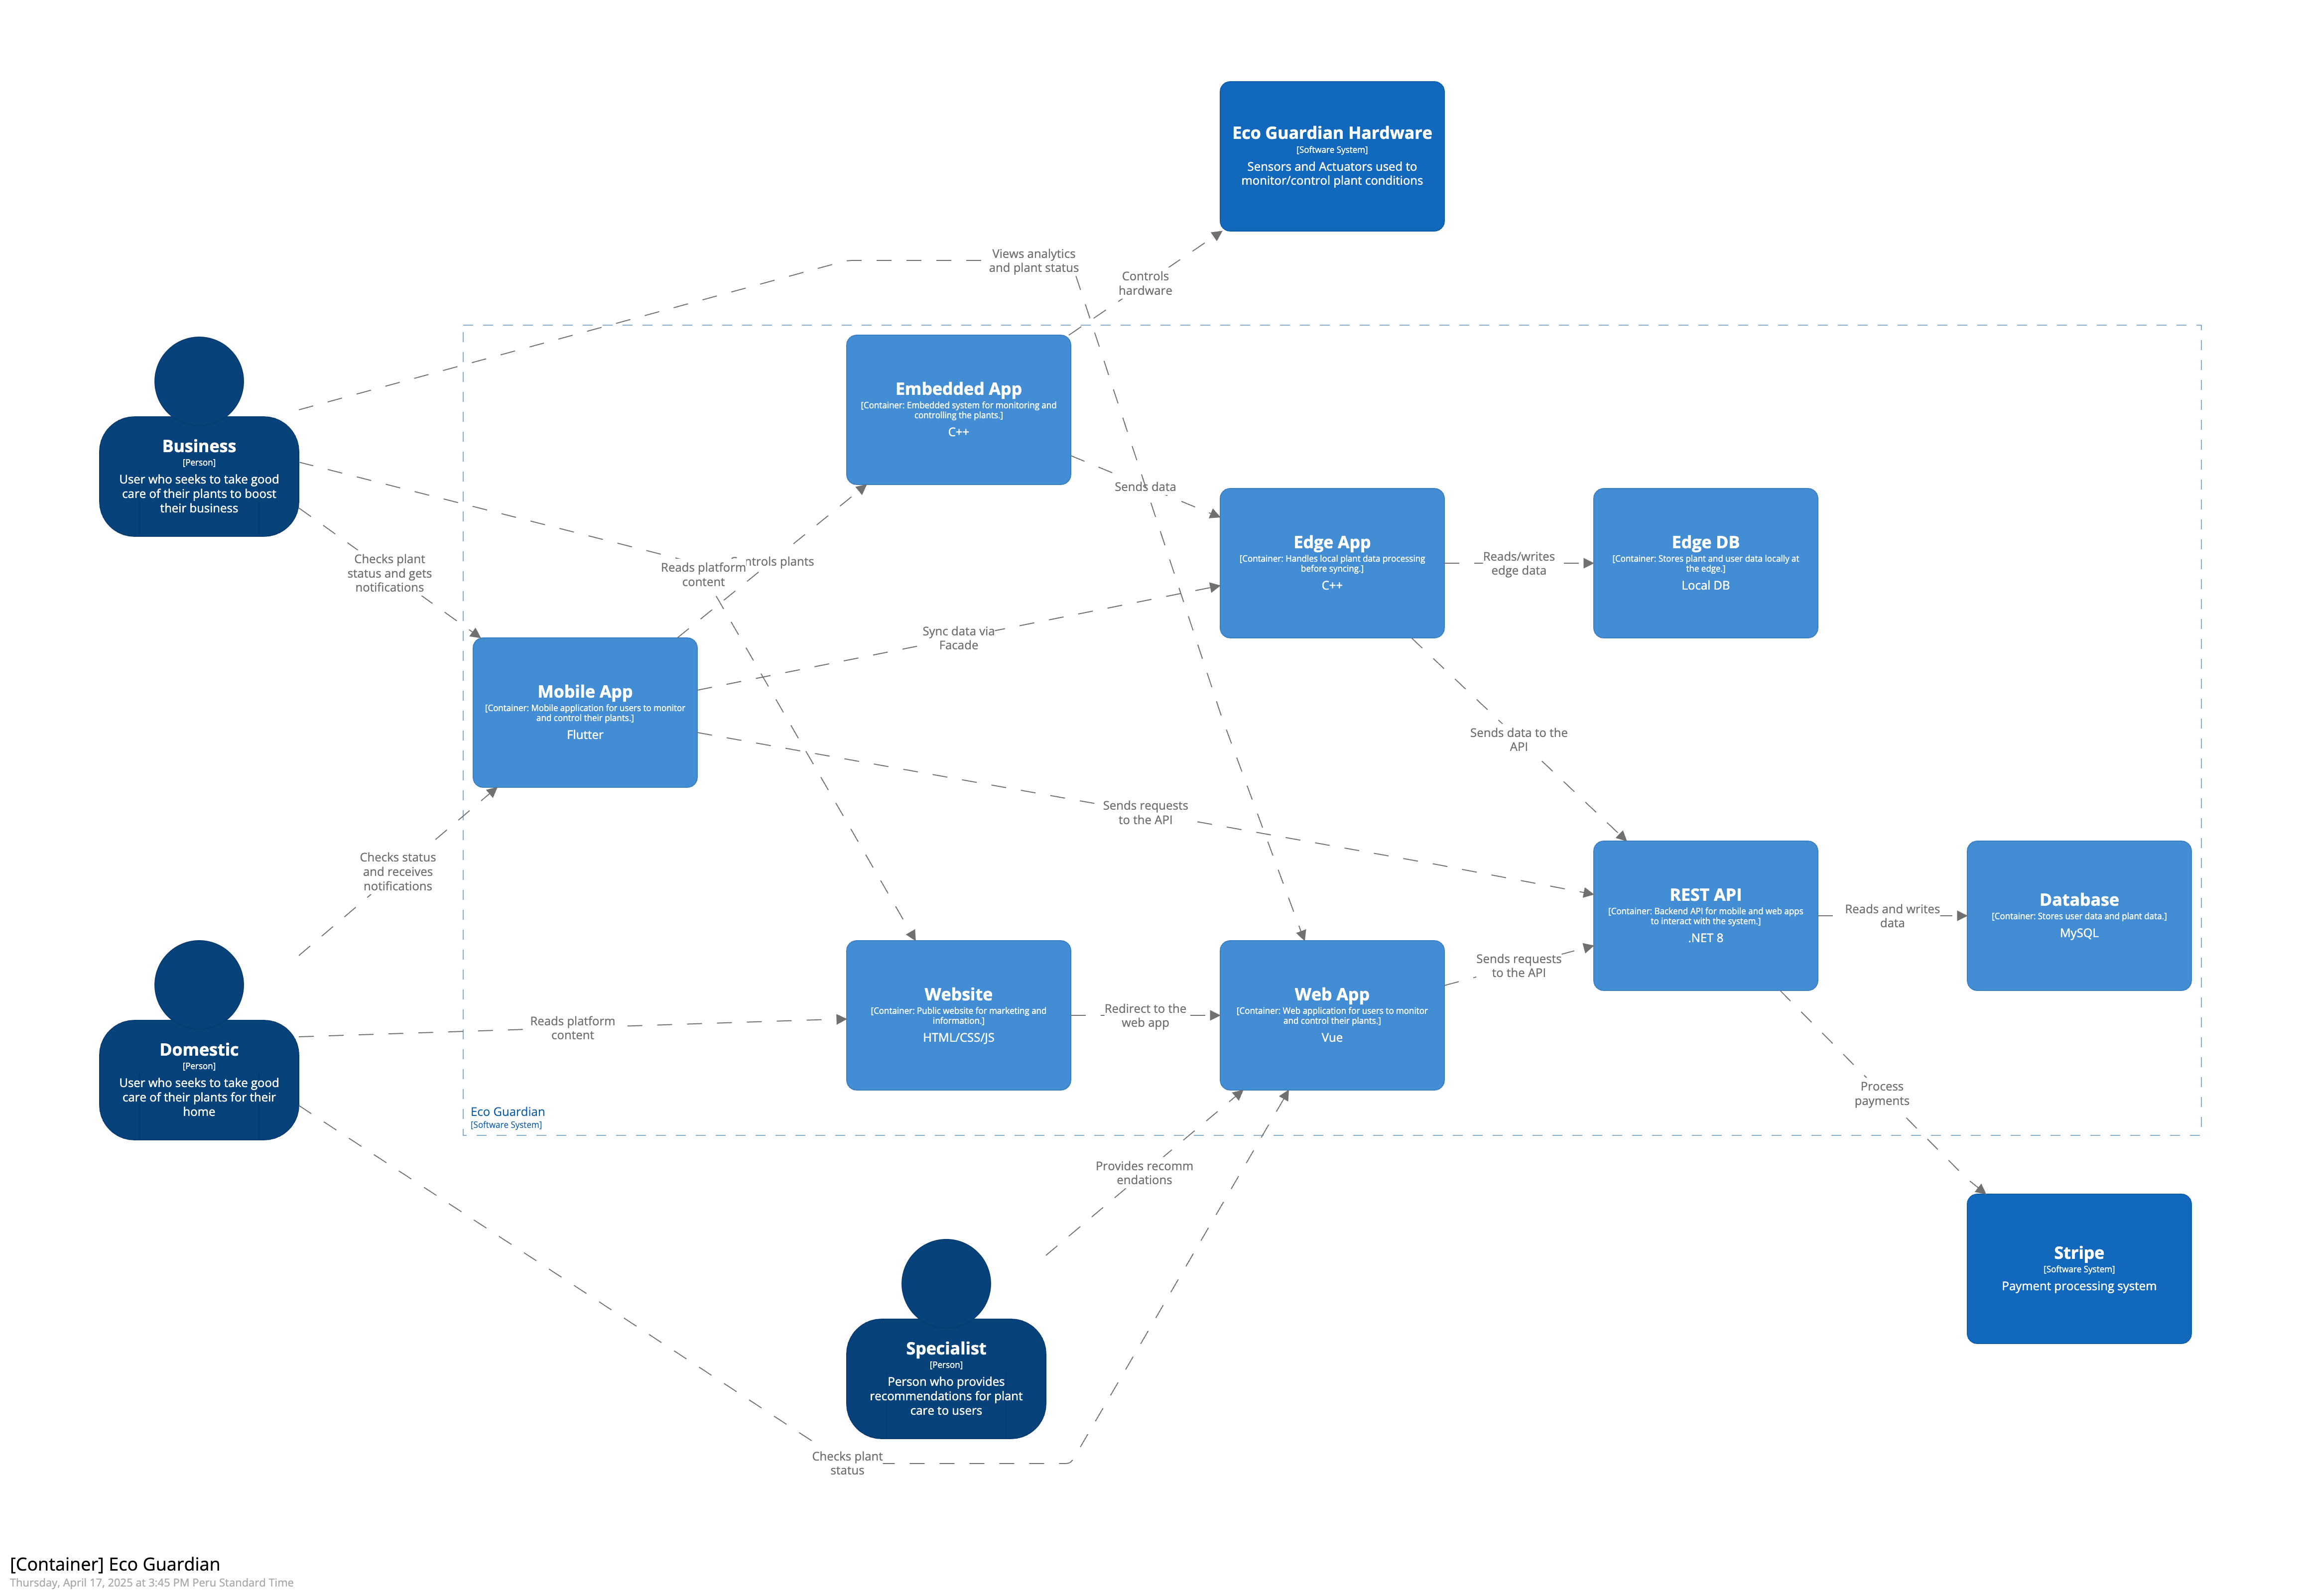 Eco Guardian Hardware
[Software System]
Sensors and Actuators used to
monitor/control plant conditions
Views analytics
and plant status
Controls
hardware
Embedded App
[Container: Embedded system for monitoring and
controlling the plants.]
C++
Business
[Person]
User who seeks to take good
care of their plants to boost
their business
Sends data
Edge App
[Container: Handles local plant data processing
before syncing.]
C++
Reads/writes
edge data
Edge DB
[Container: Stores plant and user data locally at
the edge.]
Local DB
Checks plant
status and gets
notifications
Reads platform
content
plants
Sync data via
Facade
Mobile App
[Container: Mobile application for users to monitor
and control their plants.]
Flutter
Sends data to the
API
Sends requests
to the API
Checks status
and receives
notifications
REST API
[Container: Backend API for mobile and web apps
to interact with the system.]
.NET 8
Reads and writes
data
Database
[Container: Stores user data and plant data.]
MySQL
Sends requests
to the API
Website
[Container: Public website for marketing and
information.]
HTML/CSS/JS
Redirect to the
web app
Web App
[Container: Web application for users to monitor
and control their plants.]
Vue
Reads platform
content
Domestic
[Person]
User who seeks to take good
care of their plants for their
home
Process
payments
Eco Guardian
[Software System]
Provides recomm
endations
Stripe
[Software System]
Payment processing system
Specialist
[Person]
Person who provides
recommendations for plant
care to users
Checks plant
status
[Container] Eco Guardian
Thursday, April 17, 2025 at 3:45 PM Peru Standard Time